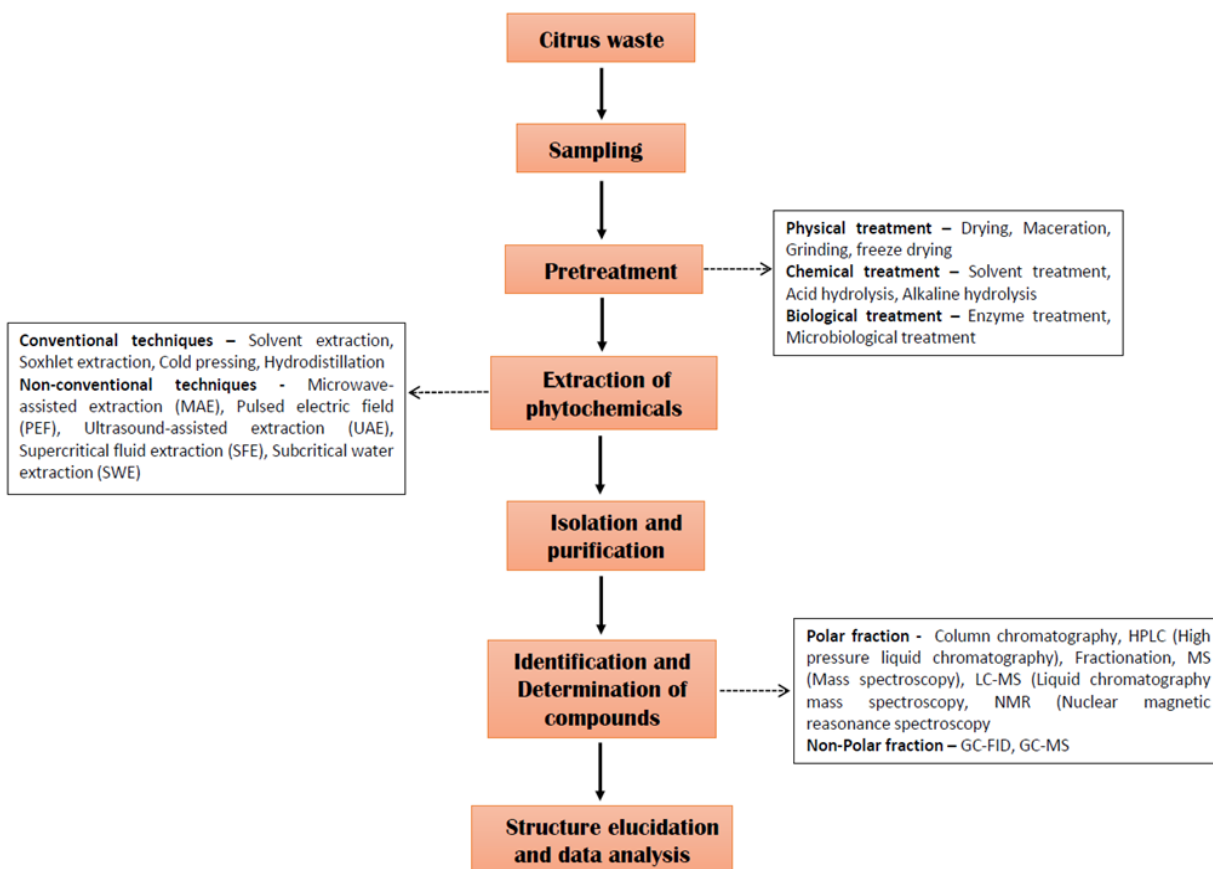 Citrus waste
Sampling
Pretreatment
Physical treatment – Drying, Maceration,
Grinding, freeze drying
Chemical treatment – Solvent treatment,
Acid hydrolysis, Alkaline hydrolysis
Biological treatment – Enzyme treatment,
Microbiological treatment
Conventional techniques – Solvent extraction,
Soxhlet extraction, Cold pressing, Hydrodistillation
Non-conventional techniques - Microwave-
assisted extraction (MAE), Pulsed electric field
(PEF), Ultrasound-assisted extraction (UAE),
Supercritical fluid extraction (SFE), Subcritical water
extraction (SWE)
Extraction of
phytochemicals
Isolation and
purification
Identification and
Determination of
compounds
Polar fraction - Column chromatography, HPLC (High
pressure liquid chromatography), Fractionation, MS
(Mass spectroscopy), LC-MS (Liquid chromatography
mass spectroscopy, NMR (Nuclear magnetic
reasonance spectroscopy
Non-Polar fraction – GC-FID, GC-MS
Structure elucidation
and data analysis